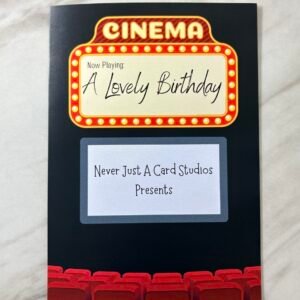 CINEMA
Now Playing:
A Lovely Birthday
Never Just A Card Studios
Presents